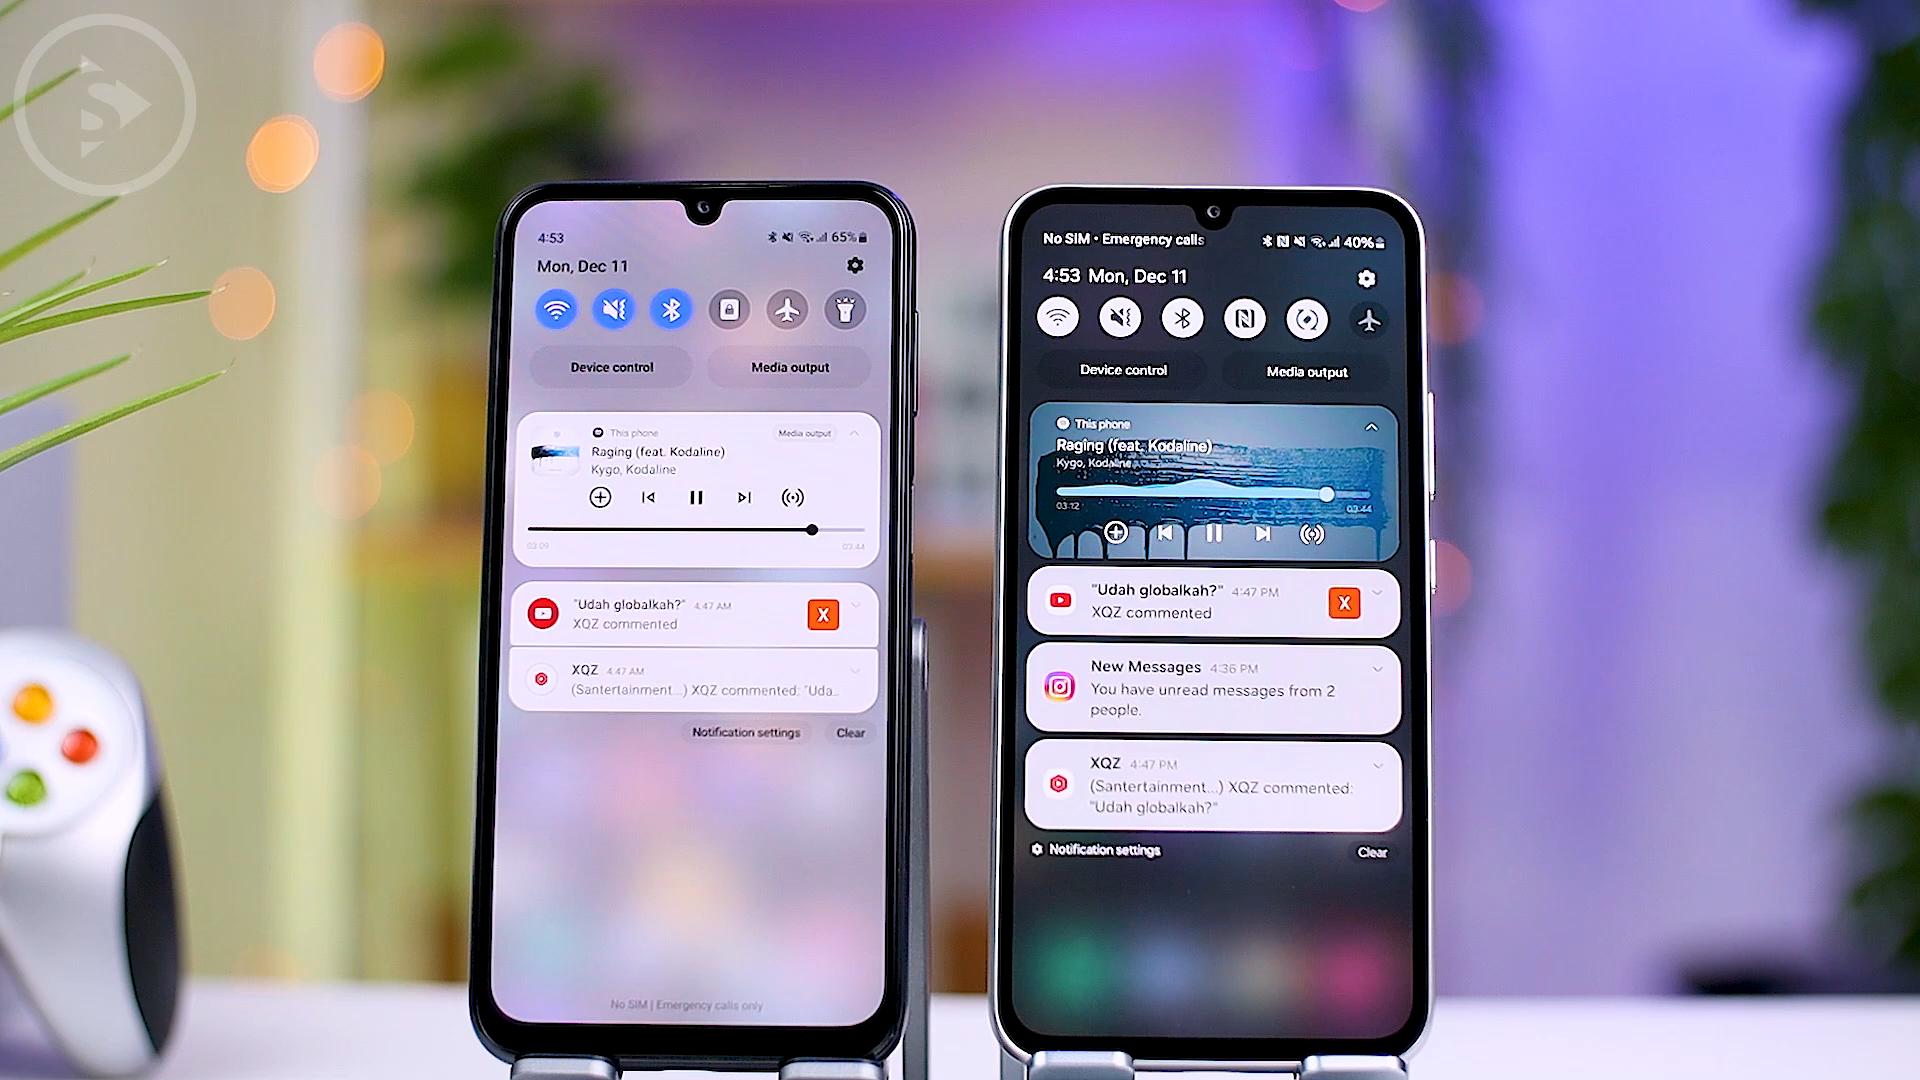 4:53
65%
Mon, Dec 11
Device control
Media output
This phone
Media output
Raging (feat. Kodaline)
Kygo, Kodaline
03:09
03:44
"Udah globalkah?" 4:47 AM
XQZ commented
X
XQZ 4:47 AM
(Santertainment...) XQZ commented: "Uda..
Notification settings
Clear
No SIM | Emergency calls only
No SIM • Emergency calls
40%
4:53 Mon, Dec 11
Device control
Media output
This phone
Raging (feat. Kodaline)
Kygo, Kodaline
03:12
03:44
"Udah globalkah?" 4:47 PM
XQZ commented
X
New Messages 4:36 PM
You have unread messages from 2
people.
XQZ 4:47 PM
(Santertainment...) XQZ commented:
"Udah globalkah?"
Notification settings
Clear
S